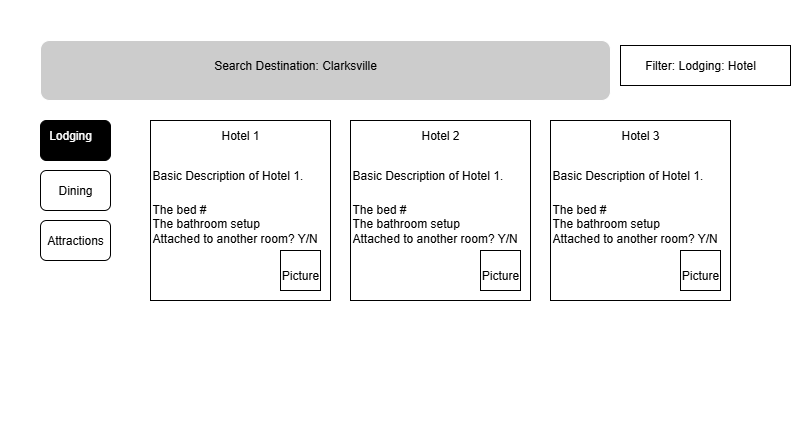 Search Destination: Clarksville
Filter: Lodging: Hotel
Lodging
Dining
Attractions
Hotel 1
Basic Description of Hotel 1.
The bed #
The bathroom setup
Attached to another room? Y/N
Picture
Hotel 2
Basic Description of Hotel 1.
The bed #
The bathroom setup
Attached to another room? Y/N
Picture
Hotel 3
Basic Description of Hotel 1.
The bed #
The bathroom setup
Attached to another room? Y/N
Picture